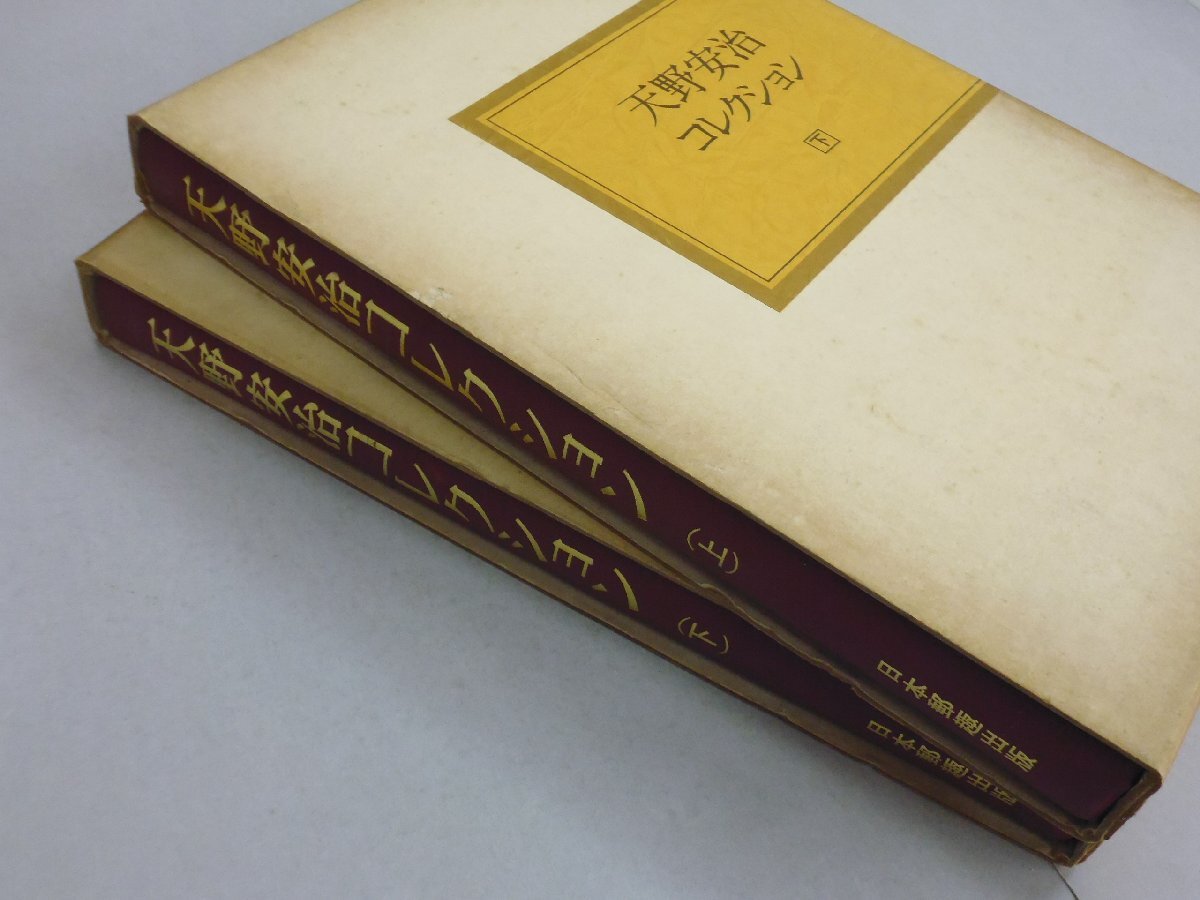 天野安治
コレクション
下
天野安治コレクション（上）
日本郵趣出版
天野安治コレクション（下）
日本郵趣出版